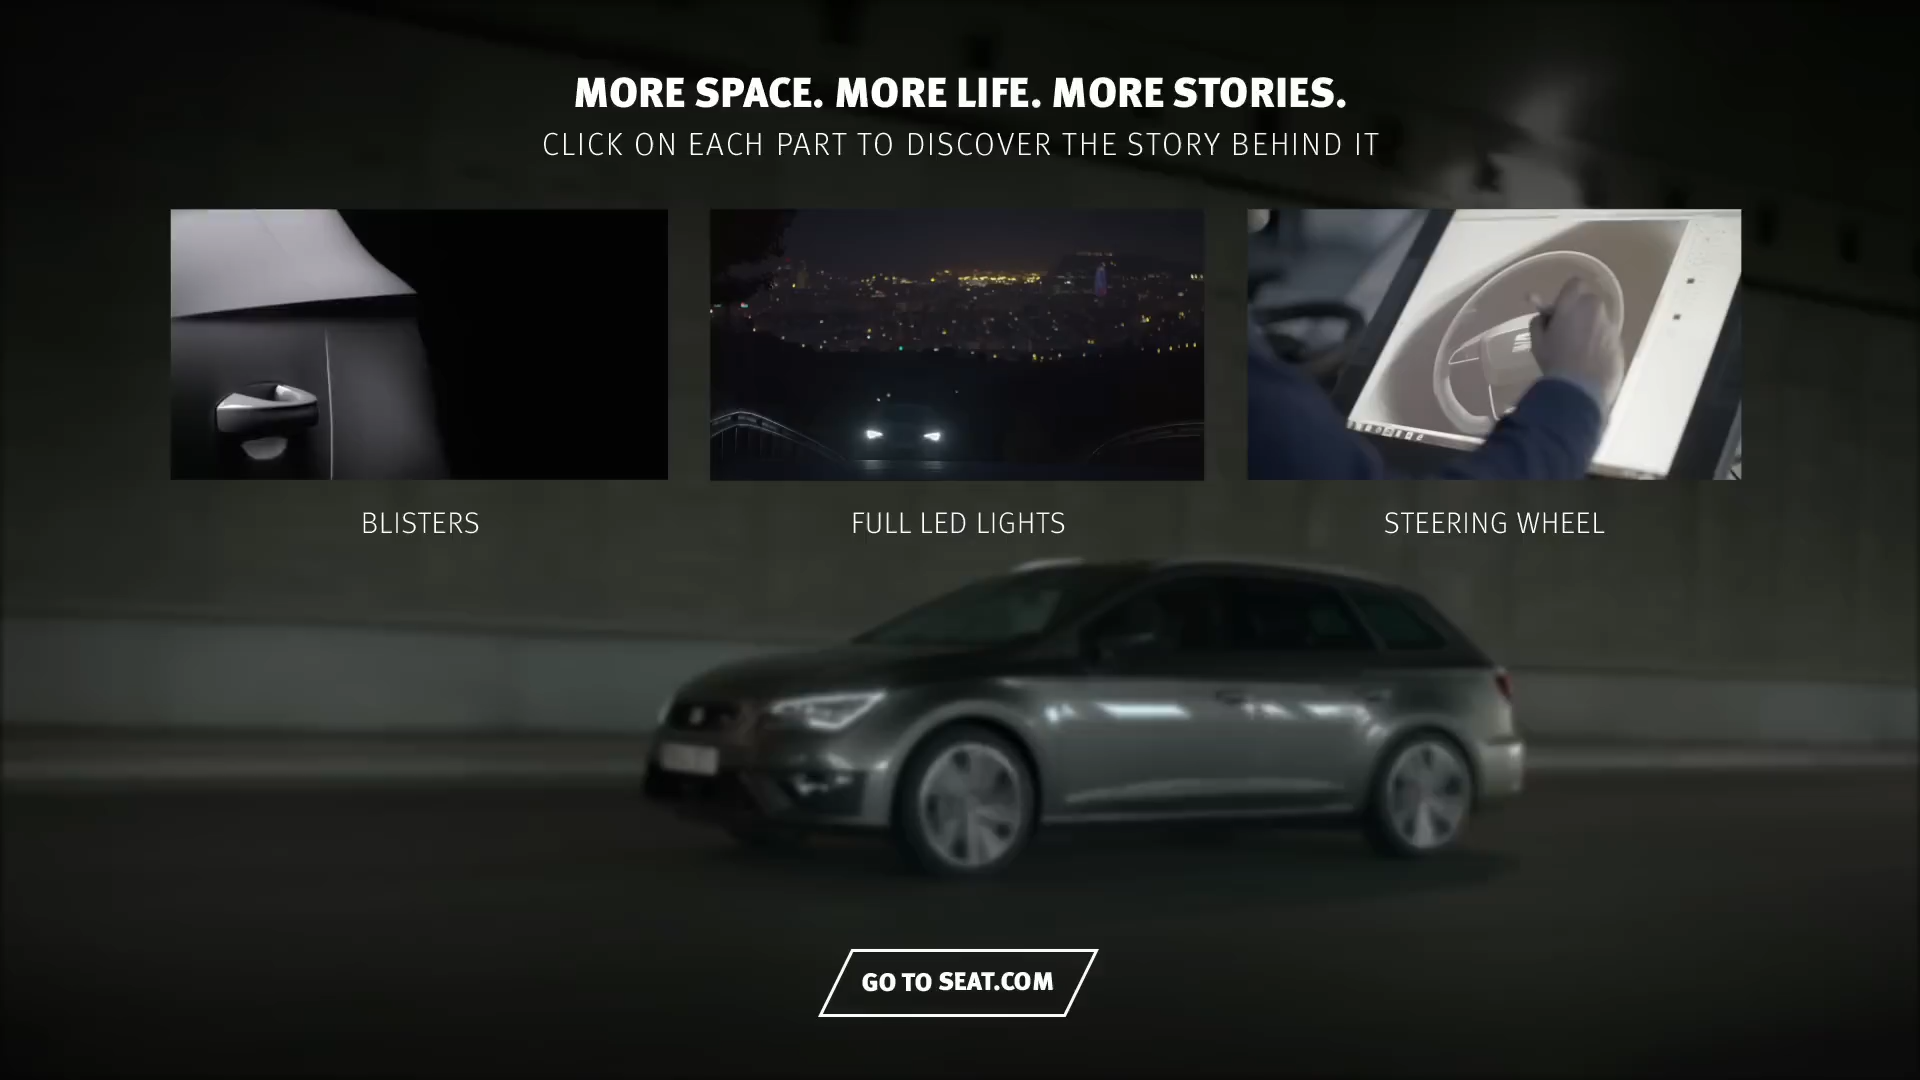 MORE SPACE. MORE LIFE. MORE STORIES.
CLICK ON EACH PART TO DISCOVER THE STORY BEHIND IT
BLISTERS
FULL LED LIGHTS
STEERING WHEEL
GO TO SEAT.COM